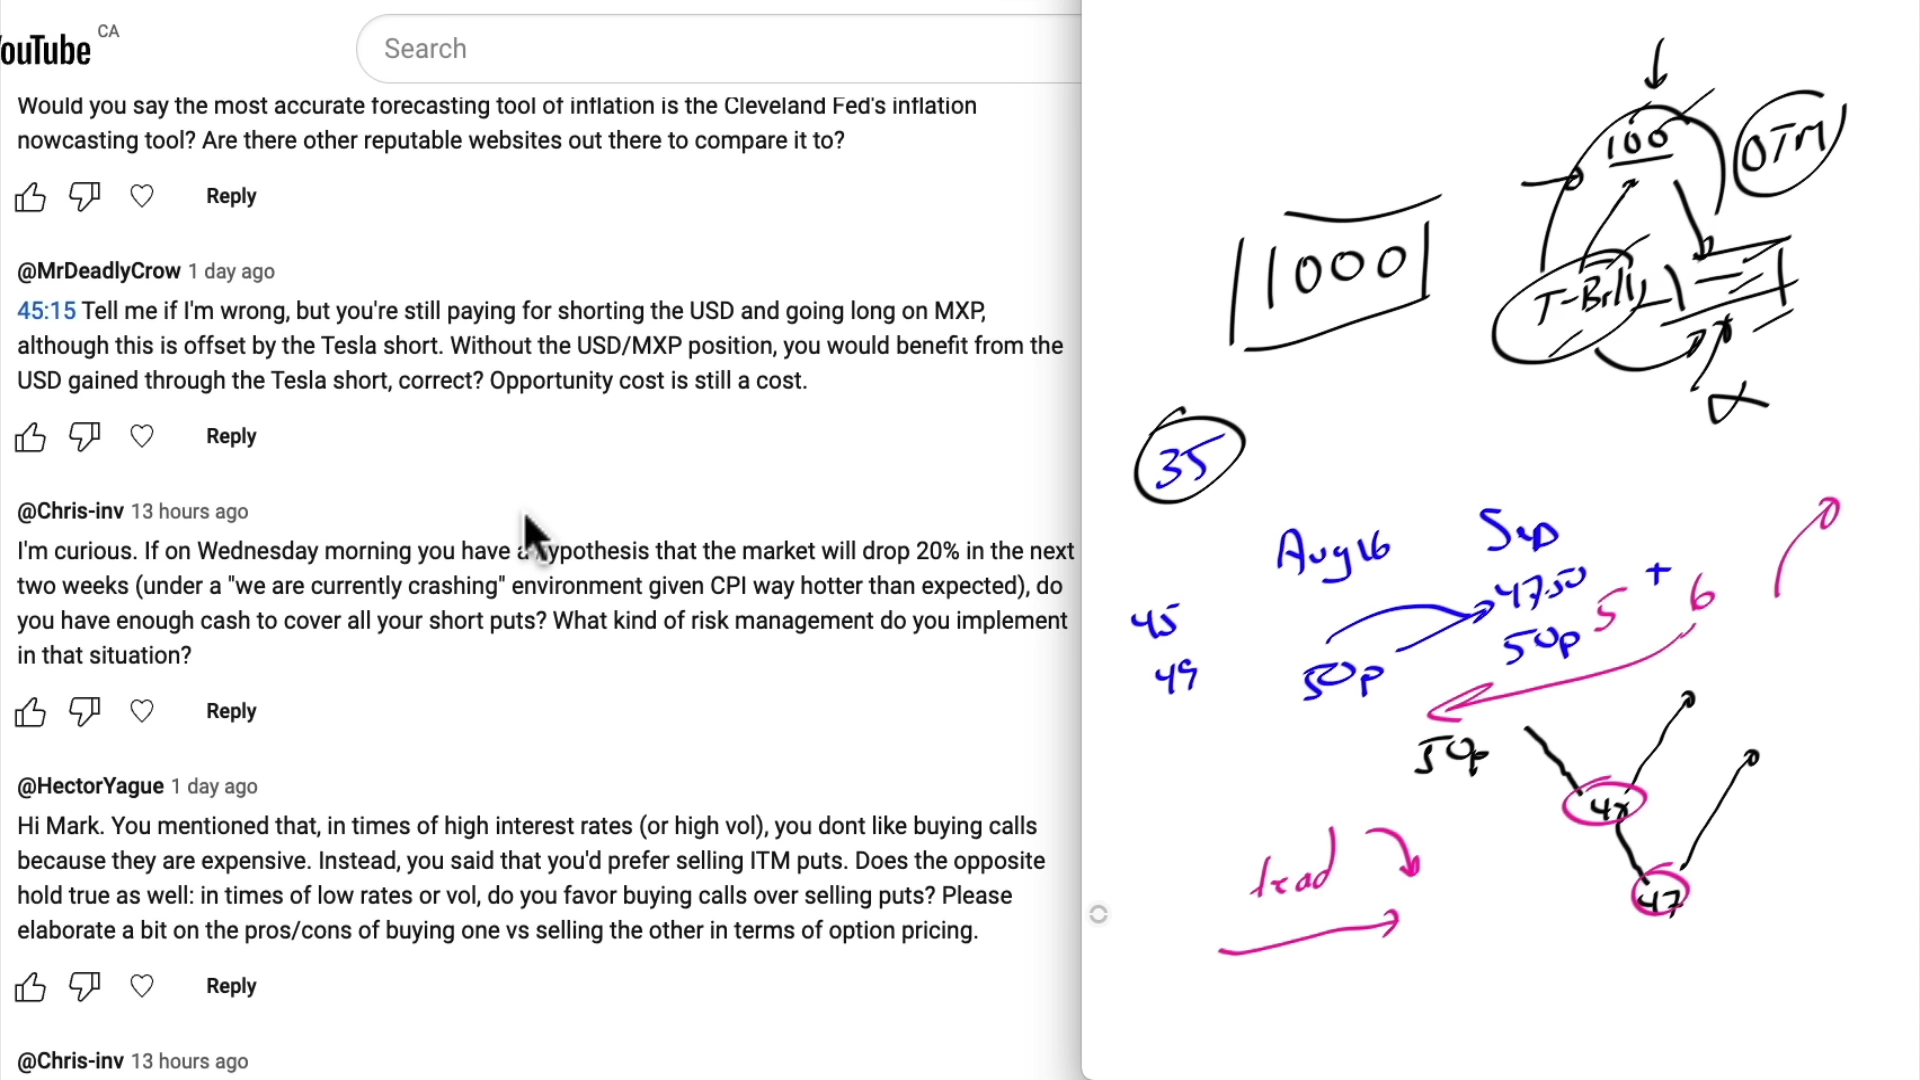 ouTube CA
Search
Would you say the most accurate forecasting tool of inflation is the Cleveland Fed's inflation
nowcasting tool? Are there other reputable websites out there to compare it to?
Reply
@MrDeadlyCrow 1 day ago
45:15 Tell me if I'm wrong, but you're still paying for shorting the USD and going long on MXP,
although this is offset by the Tesla short. Without the USD/MXP position, you would benefit from the
USD gained through the Tesla short, correct? Opportunity cost is still a cost.
Reply
@Chris-inv 13 hours ago
I'm curious. If on Wednesday morning you have a hypothesis that the market will drop 20% in the next
two weeks (under a "we are currently crashing" environment given CPI way hotter than expected), do
you have enough cash to cover all your short puts? What kind of risk management do you implement
in that situation?
Reply
@HectorYague 1 day ago
Hi Mark. You mentioned that, in times of high interest rates (or high vol), you dont like buying calls
because they are expensive. Instead, you said that you'd prefer selling ITM puts. Does the opposite
hold true as well: in times of low rates or vol, do you favor buying calls over selling puts? Please
elaborate a bit on the pros/cons of buying one vs selling the other in terms of option pricing.
Reply
@Chris-inv 13 hours ago
100
OTM
1000
T-Bills
35
Aug 16
Sep
47.50
5 + 6
45
50p
49
50p
50p
47